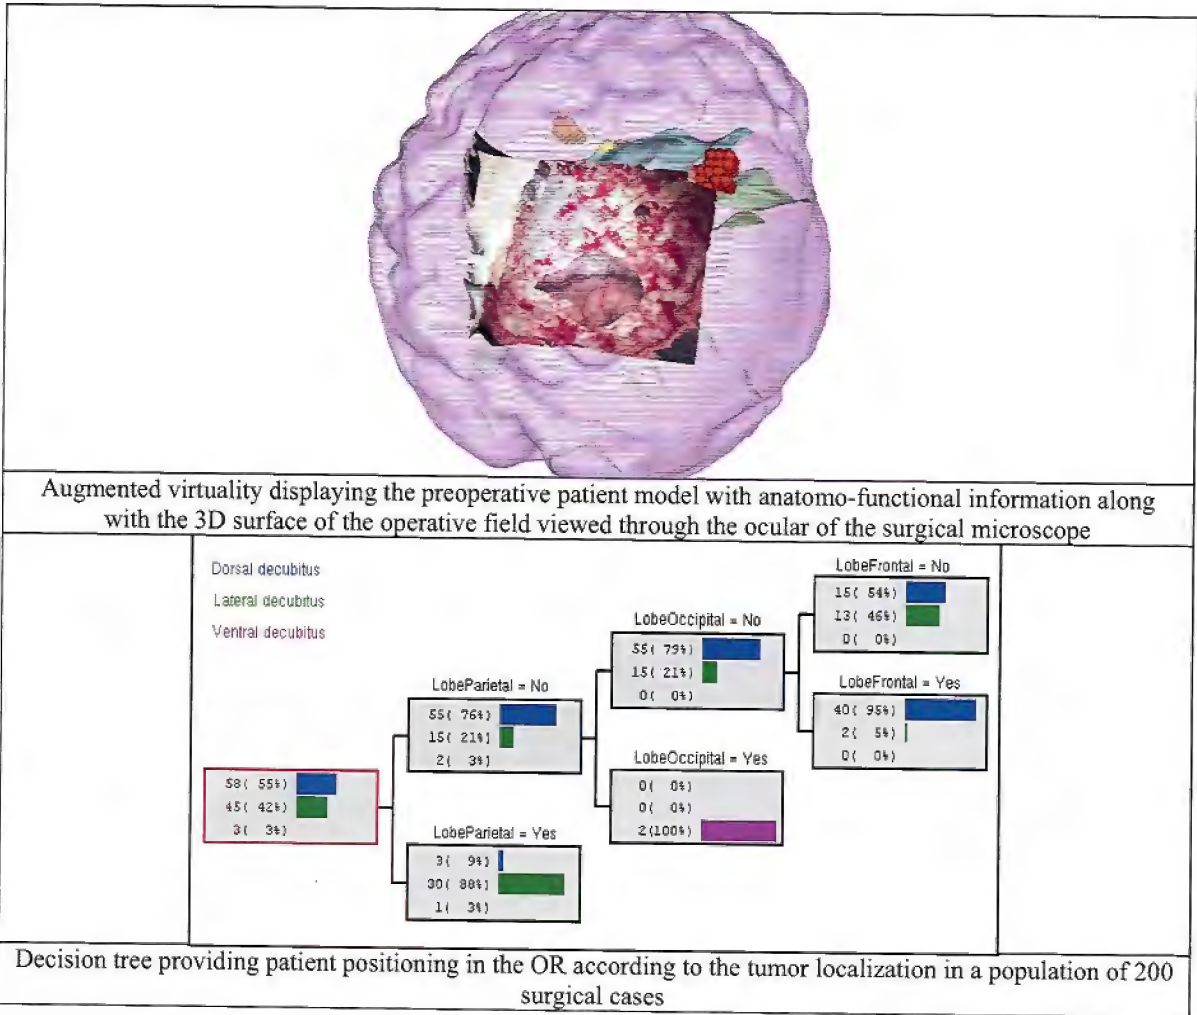 Augmented virtuality displaying the preoperative patient model with anatomo-functional information along
with the 3D surface of the operative field viewed through the ocular of the surgical microscope
Dorsal decubitus
Lateral decubitus
Ventral decubitus
58( 55%)
45( 42%)
3( 3%)
LobeParietal = No
55( 76%)
15( 21%)
2( 3%)
LobeParietal = Yes
3( 9%)
30( 88%)
1( 3%)
LobeOccipital = No
55( 79%)
15( 21%)
0( 0%)
LobeOccipital = Yes
0( 0%)
0( 0%)
2(100%)
LobeFrontal = No
15( 54%)
13( 46%)
0( 0%)
LobeFrontal = Yes
40( 95%)
2( 5%)
0( 0%)
Decision tree providing patient positioning in the OR according to the tumor localization in a population of 200
surgical cases